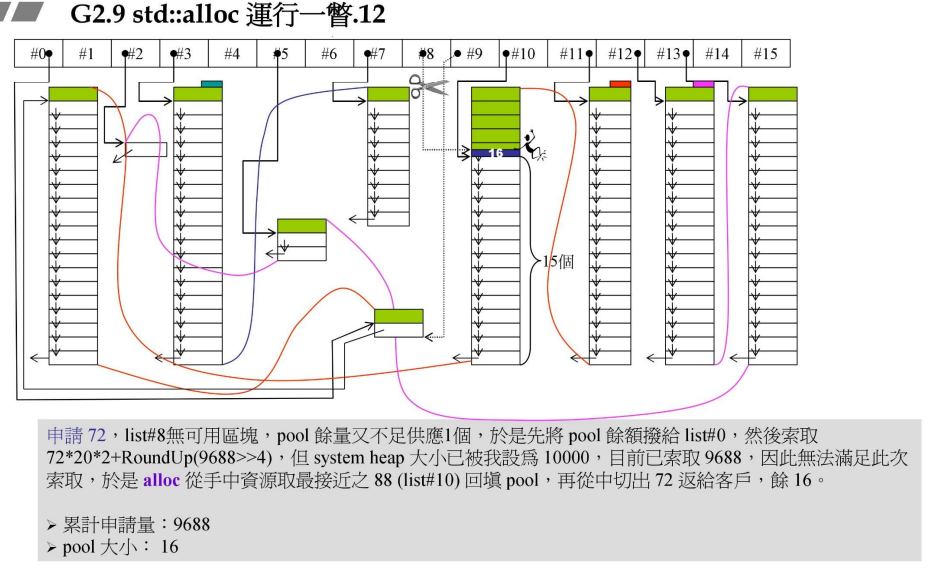 G2.9 std::alloc 運行一瞥.12
#0 #1 #2 #3 #4 #5 #6 #7 #8 #9 #10 #11 #12 #13 #14 #15
16
15個
申請 72，list#8無可用區塊，pool 餘量又不足供應1個，於是先將 pool 餘額撥給 list#0，然後索取
72*20*2+RoundUp(9688>>4)，但 system heap 大小已被我設為 10000，目前已索取 9688，因此無法滿足此次
索取，於是 alloc 從手中資源取最接近之 88 (list#10) 回填 pool，再從中切出 72 返給客戶，餘 16。
➢ 累計申請量：9688
➢ pool 大小： 16